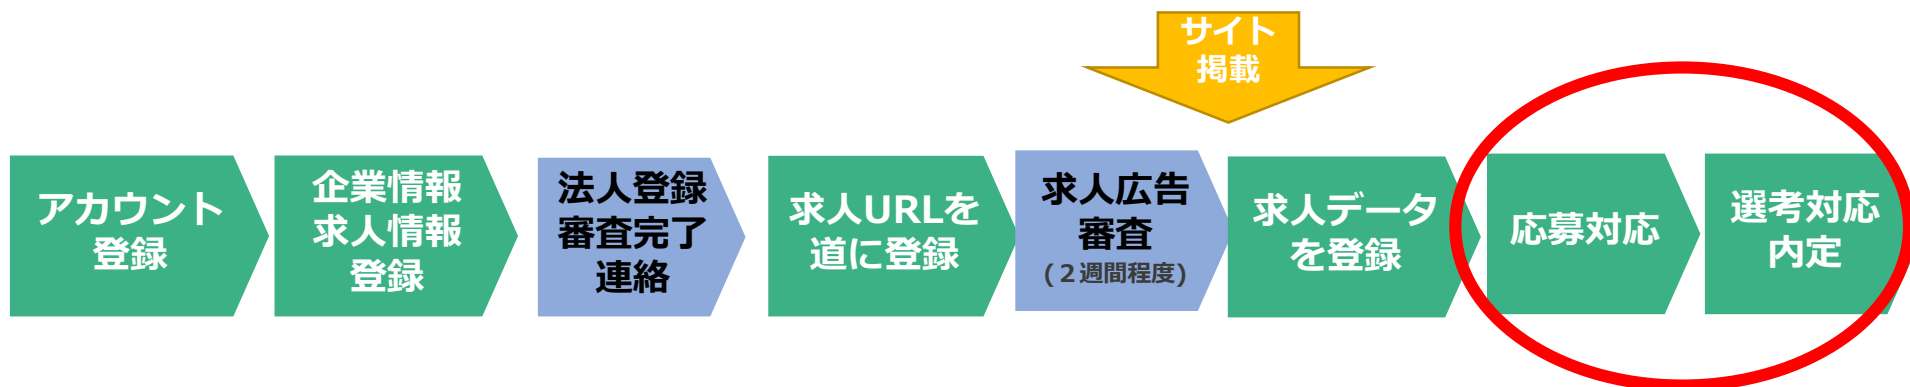 サイト
掲載
アカウント
登録
企業情報
求人情報
登録
法人登録
審査完了
連絡
求人URLを
道に登録
求人広告
審査
(２週間程度)
求人データ
を登録
応募対応
選考対応
内定